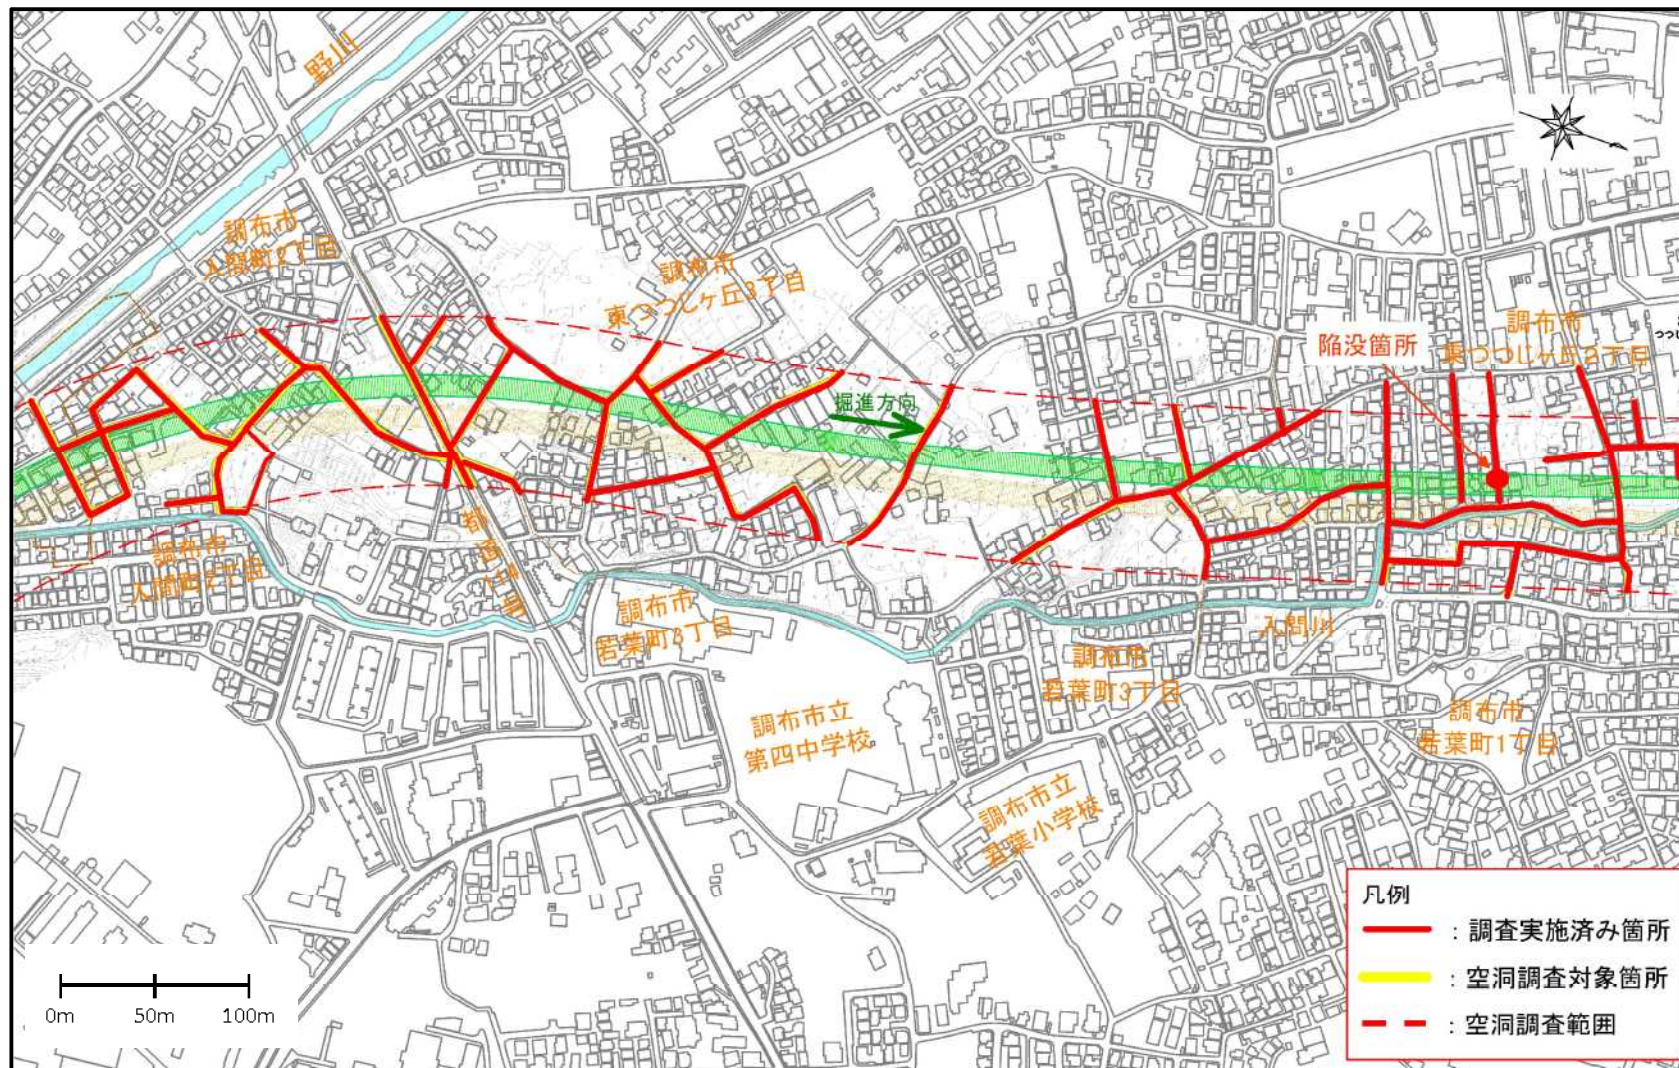 野川
調布市
入間町2丁目
調布市
東つつじケ丘3丁目
陥没箇所
調布市
東つつじケ丘2丁目
掘進方向
調布市
入間町2丁目
都道114号
調布市
若葉町3丁目
入間川
調布市
若葉町3丁目
調布市立
第四中学校
調布市
若葉町1丁目
調布市立
若葉小学校
凡例
：調査実施済み箇所
：空洞調査対象箇所
：空洞調査範囲
0m 50m 100m